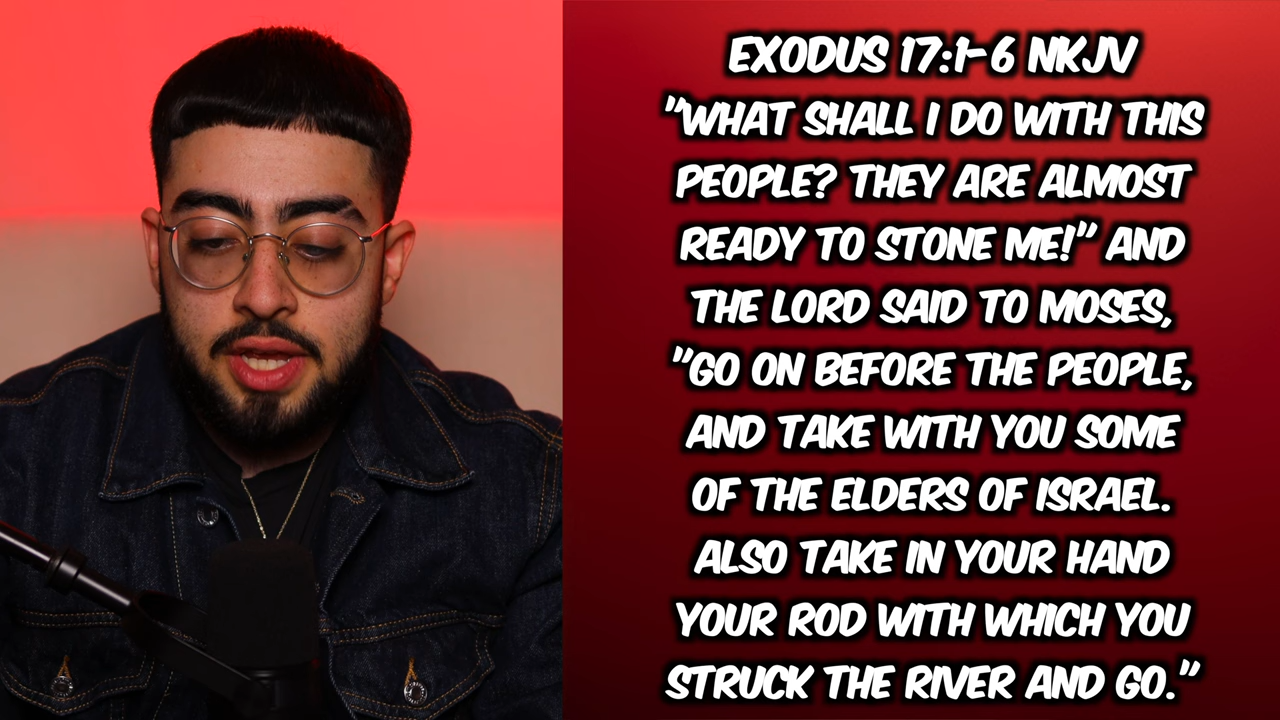 EXODUS 17:1-6 NKJV
"WHAT SHALL I DO WITH THIS
PEOPLE? THEY ARE ALMOST
READY TO STONE ME!" AND
THE LORD SAID TO MOSES,
"GO ON BEFORE THE PEOPLE,
AND TAKE WITH YOU SOME
OF THE ELDERS OF ISRAEL.
ALSO TAKE IN YOUR HAND
YOUR ROD WITH WHICH YOU
STRUCK THE RIVER AND GO."